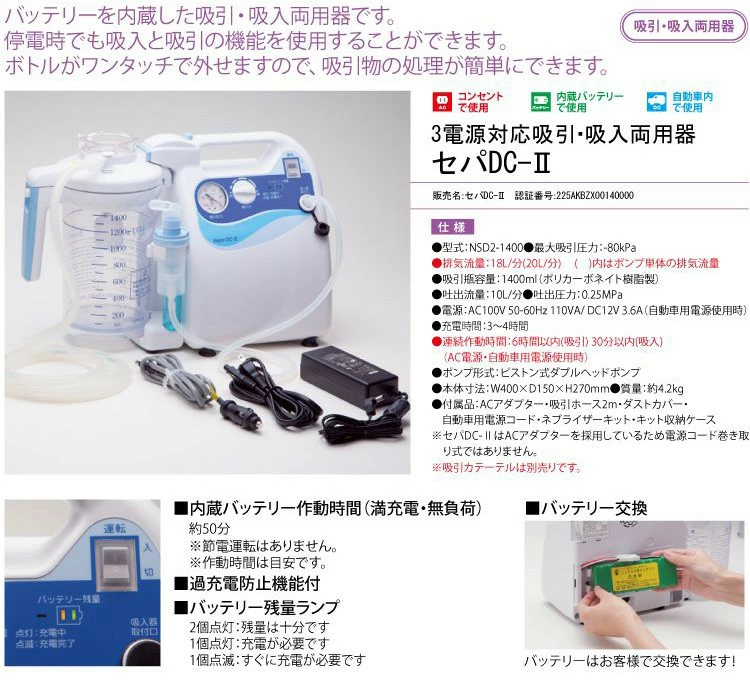 バッテリーを内蔵した吸引・吸入両用器です。
停電時でも吸入と吸引の機能を使用することができます。
ボトルがワンタッチで外せますので、吸引物の処理が簡単にできます。
吸引・吸入両用器
AC
コンセントで使用
バッテリー
内蔵バッテリーで使用
DC
自動車内で使用
3電源対応吸引・吸入両用器
セパDC-Ⅱ
販売名:セパDC-Ⅱ 認証番号:225AKBZX00140000
仕様
●型式:NSD2-1400●最大吸引圧力:-80kPa
●排気流量:18L/分(20L/分) ( )内はポンプ単体の排気流量
●吸引瓶容量:1400ml(ポリカーボネイト樹脂製)
●吐出流量:10L/分●吐出圧力:0.25MPa
●電源:AC100V 50-60Hz 110VA/ DC12V 3.6A(自動車用電源使用時)
●充電時間:3~4時間
●連続作動時間:6時間以内(吸引) 30分以内(吸入)
(AC電源・自動車用電源使用時)
●ポンプ形式:ピストン式ダブルヘッドポンプ
●本体寸法:W400×D150×H270mm●質量:約4.2kg
●付属品:ACアダプター・吸引ホース2m・ダストカバー・
自動車用電源コード・ネブライザーキット・キット収納ケース
※セパDC-ⅡはACアダプターを採用しているため電源コード巻き取
り式ではありません。
※吸引カテーテルは別売りです。
1400
1200
1000
800
600
400
200
Sepa DC-Ⅱ
運転
入
切
バッテリー残量
点灯:充電中
点滅:充電完了
吸入器
取付口
■内蔵バッテリー作動時間(満充電・無負荷)
約50分
※節電運転はありません。
※作動時間は目安です。
■過充電防止機能付
■バッテリー残量ランプ
2個点灯:残量は十分です
1個点灯:充電が必要です
1個点滅:すぐに充電が必要です
■バッテリー交換
バッテリーはお客様で交換できます!